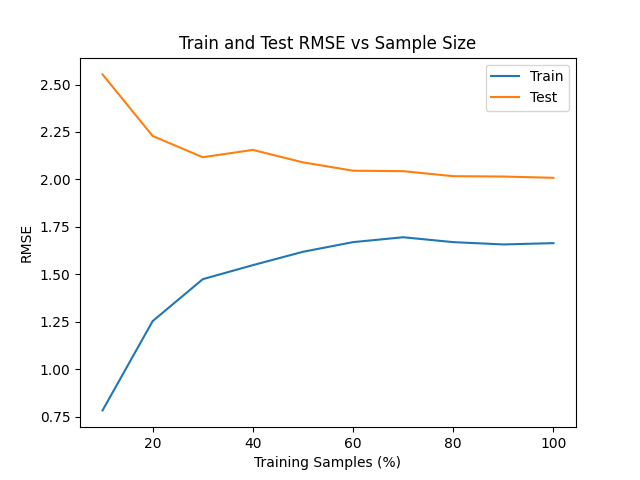 Train and Test RMSE vs Sample Size
Train
Test
2.50
2.25
2.00
1.75
1.50
1.25
1.00
0.75
RMSE
20
40
60
80
100
Training Samples (%)